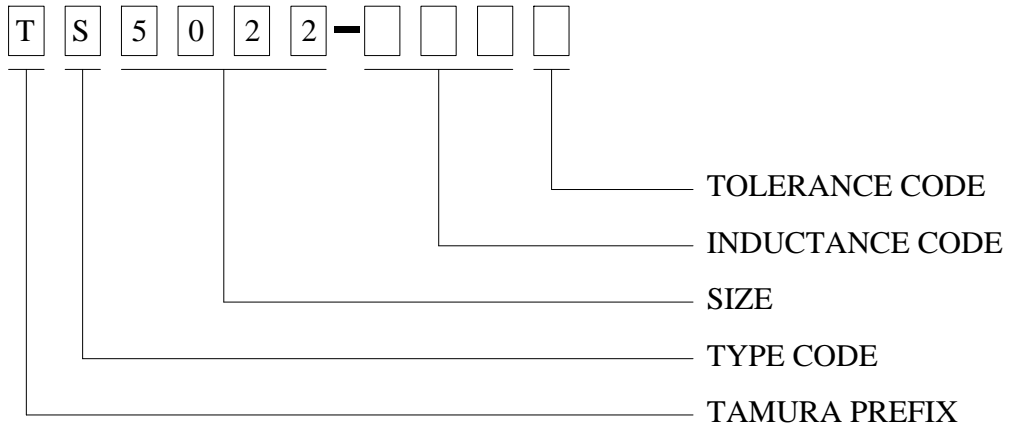 T S 5 0 2 2 -
TOLERANCE CODE
INDUCTANCE CODE
SIZE
TYPE CODE
TAMURA PREFIX